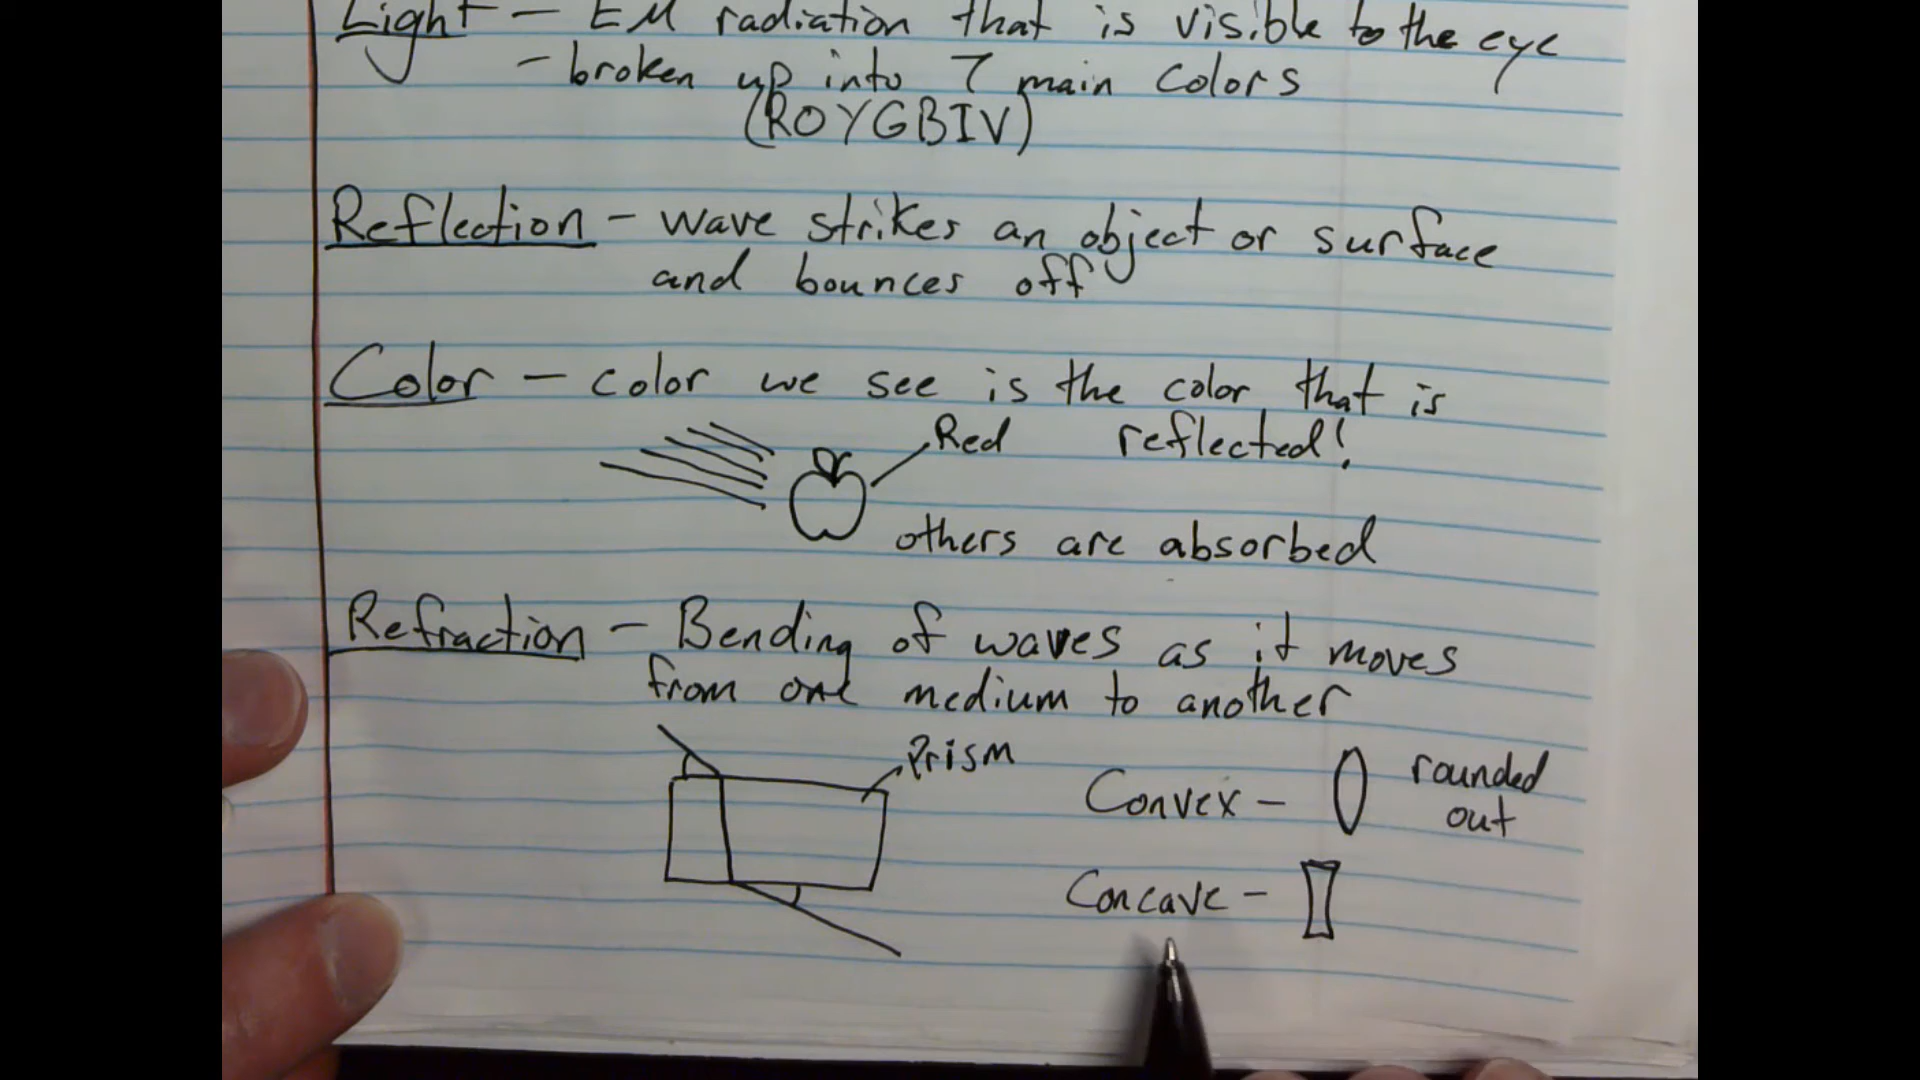 Light - EM radiation that is visible to the eye
- broken up into 7 main colors
(ROYGBIV)
Reflection - wave strikes an object or surface
and bounces off
Color - color we see is the color that is
Red reflected!
others are absorbed
Refraction - Bending of waves as it moves
from one medium to another
Prism
Convex - rounded
out
Concave -